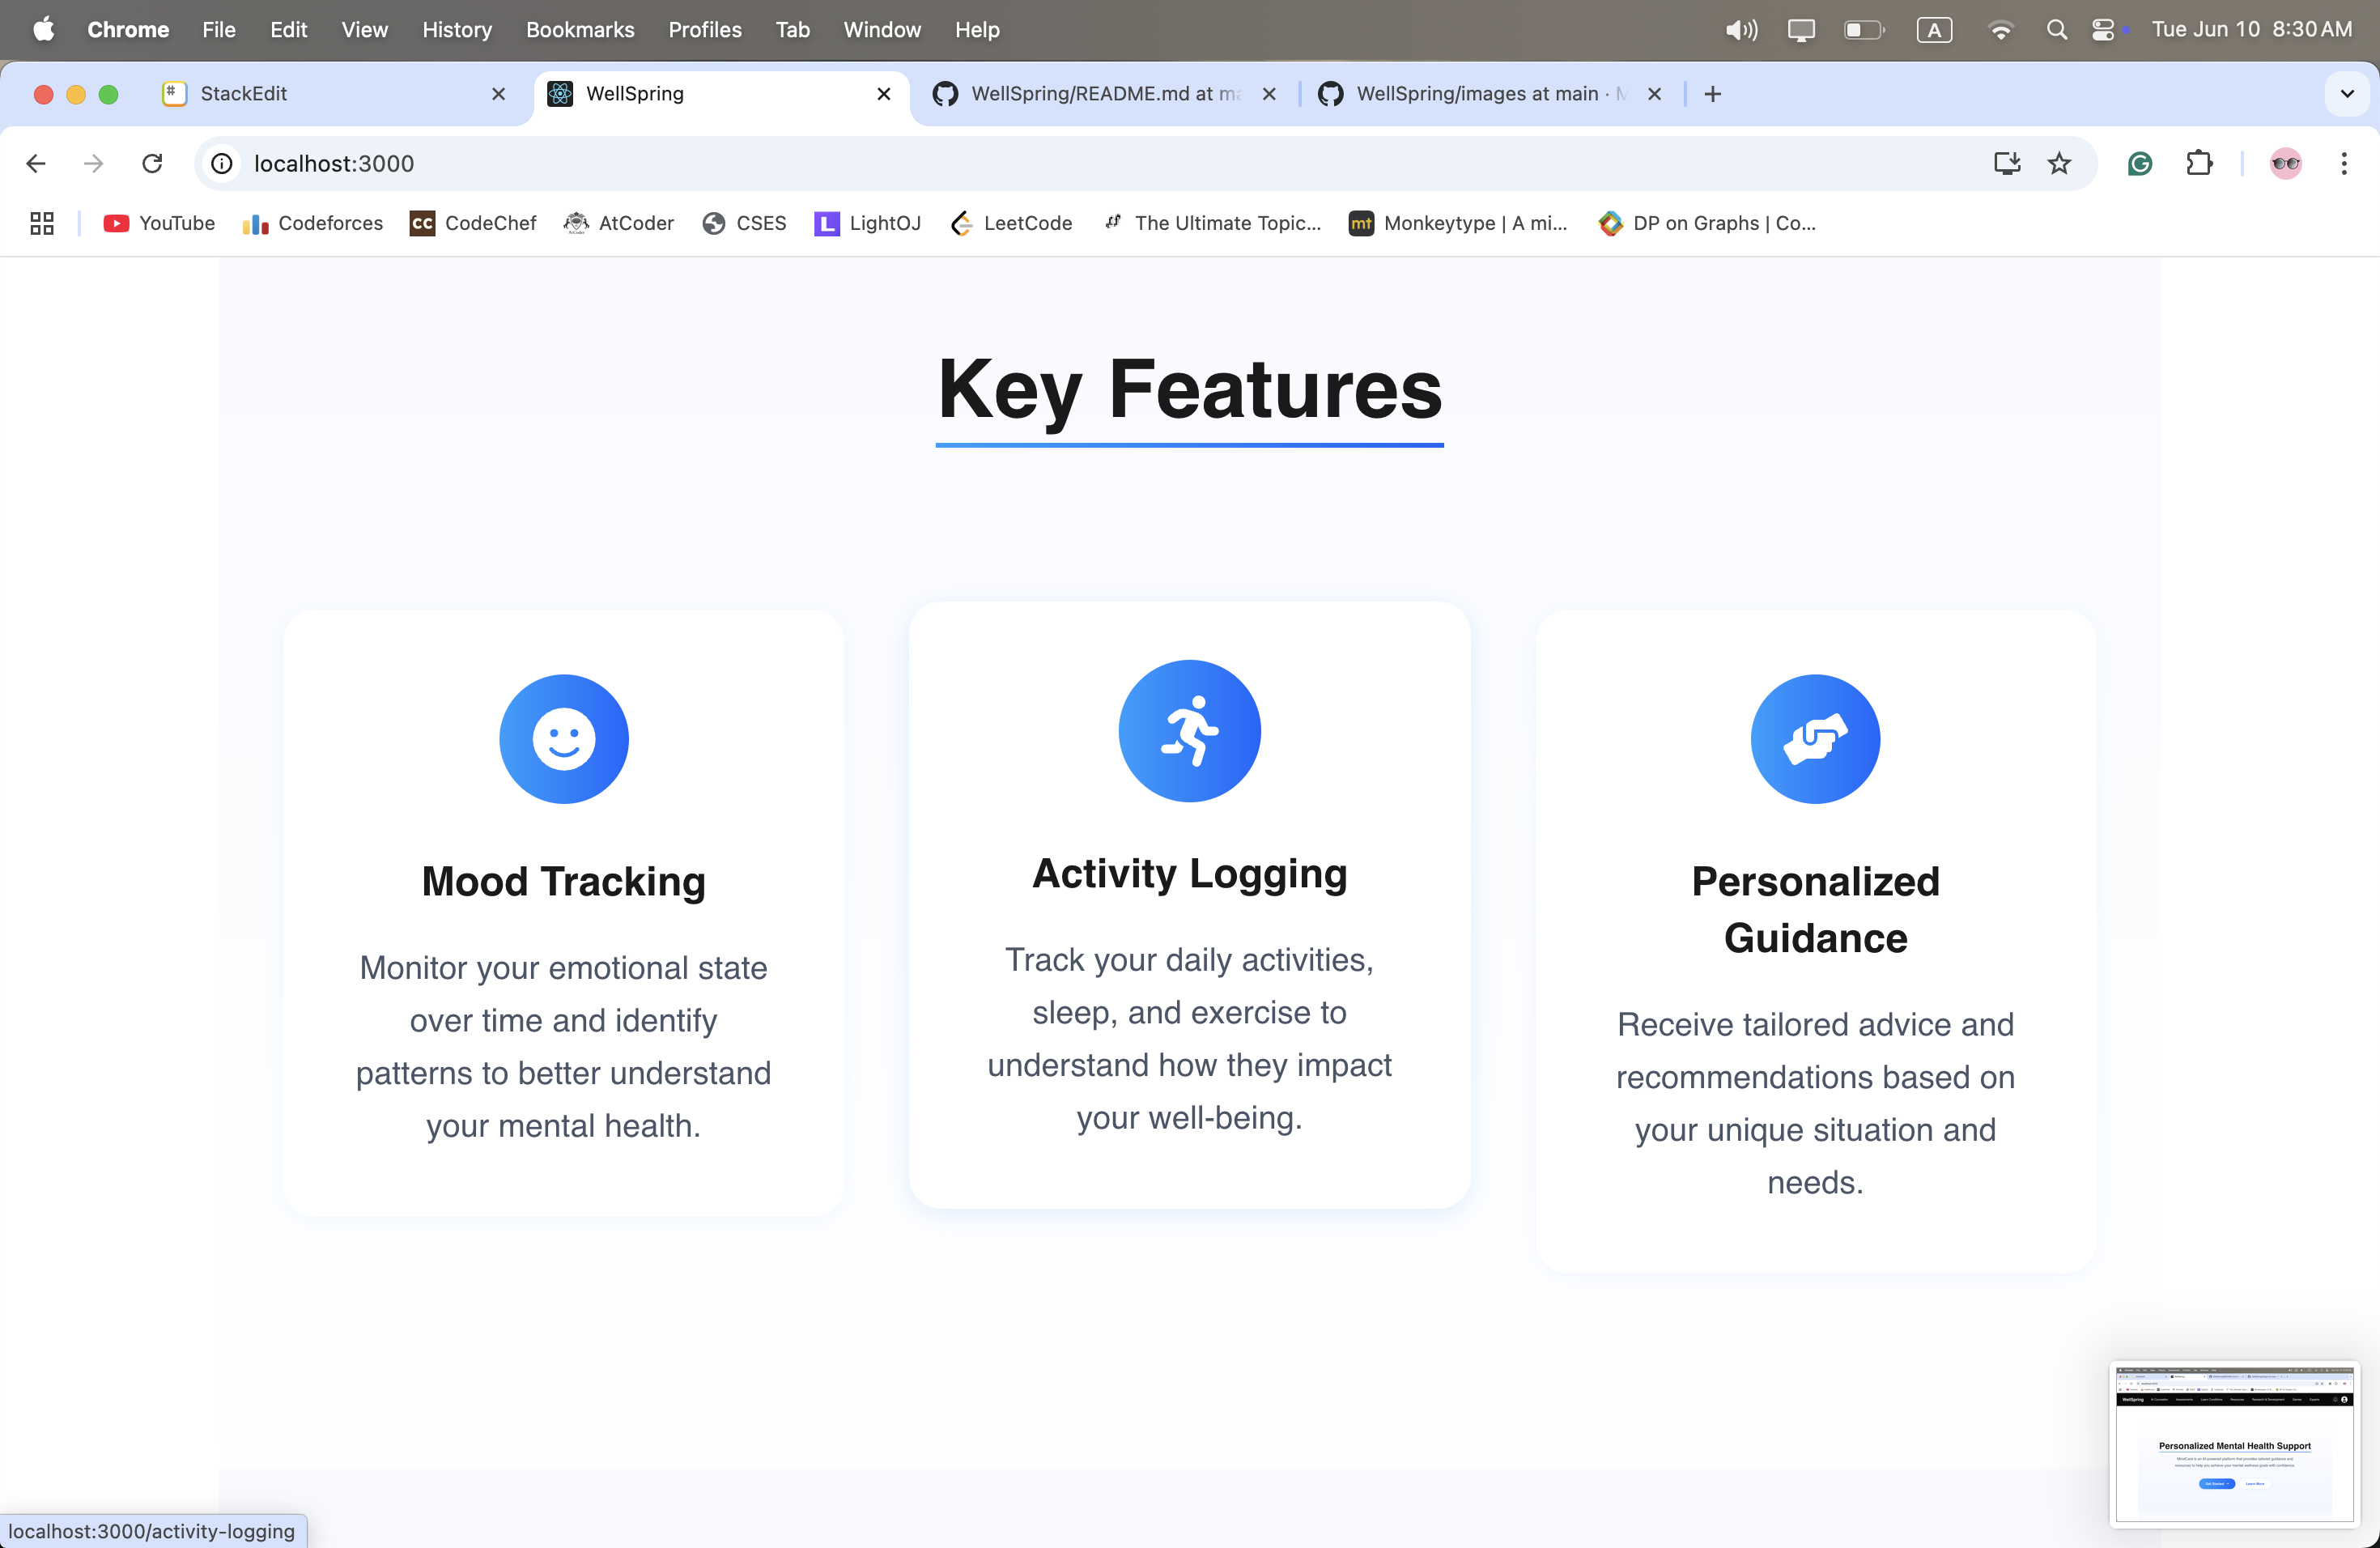 Chrome File Edit View History Bookmarks Profiles Tab Window Help A Tue Jun 10 8:30 AM
StackEdit WellSpring WellSpring/README.md at ma WellSpring/images at main ·
localhost:3000
YouTube Codeforces CC CodeChef AtCoder CSES L LightOJ LeetCode The Ultimate Topic... mt Monkeytype | A mi... DP on Graphs | Co...
Key Features
Mood Tracking
Monitor your emotional state
over time and identify
patterns to better understand
your mental health.
Activity Logging
Track your daily activities,
sleep, and exercise to
understand how they impact
your well-being.
Personalized
Guidance
Receive tailored advice and
recommendations based on
your unique situation and
needs.
Personalized Mental Health Support
localhost:3000/activity-logging